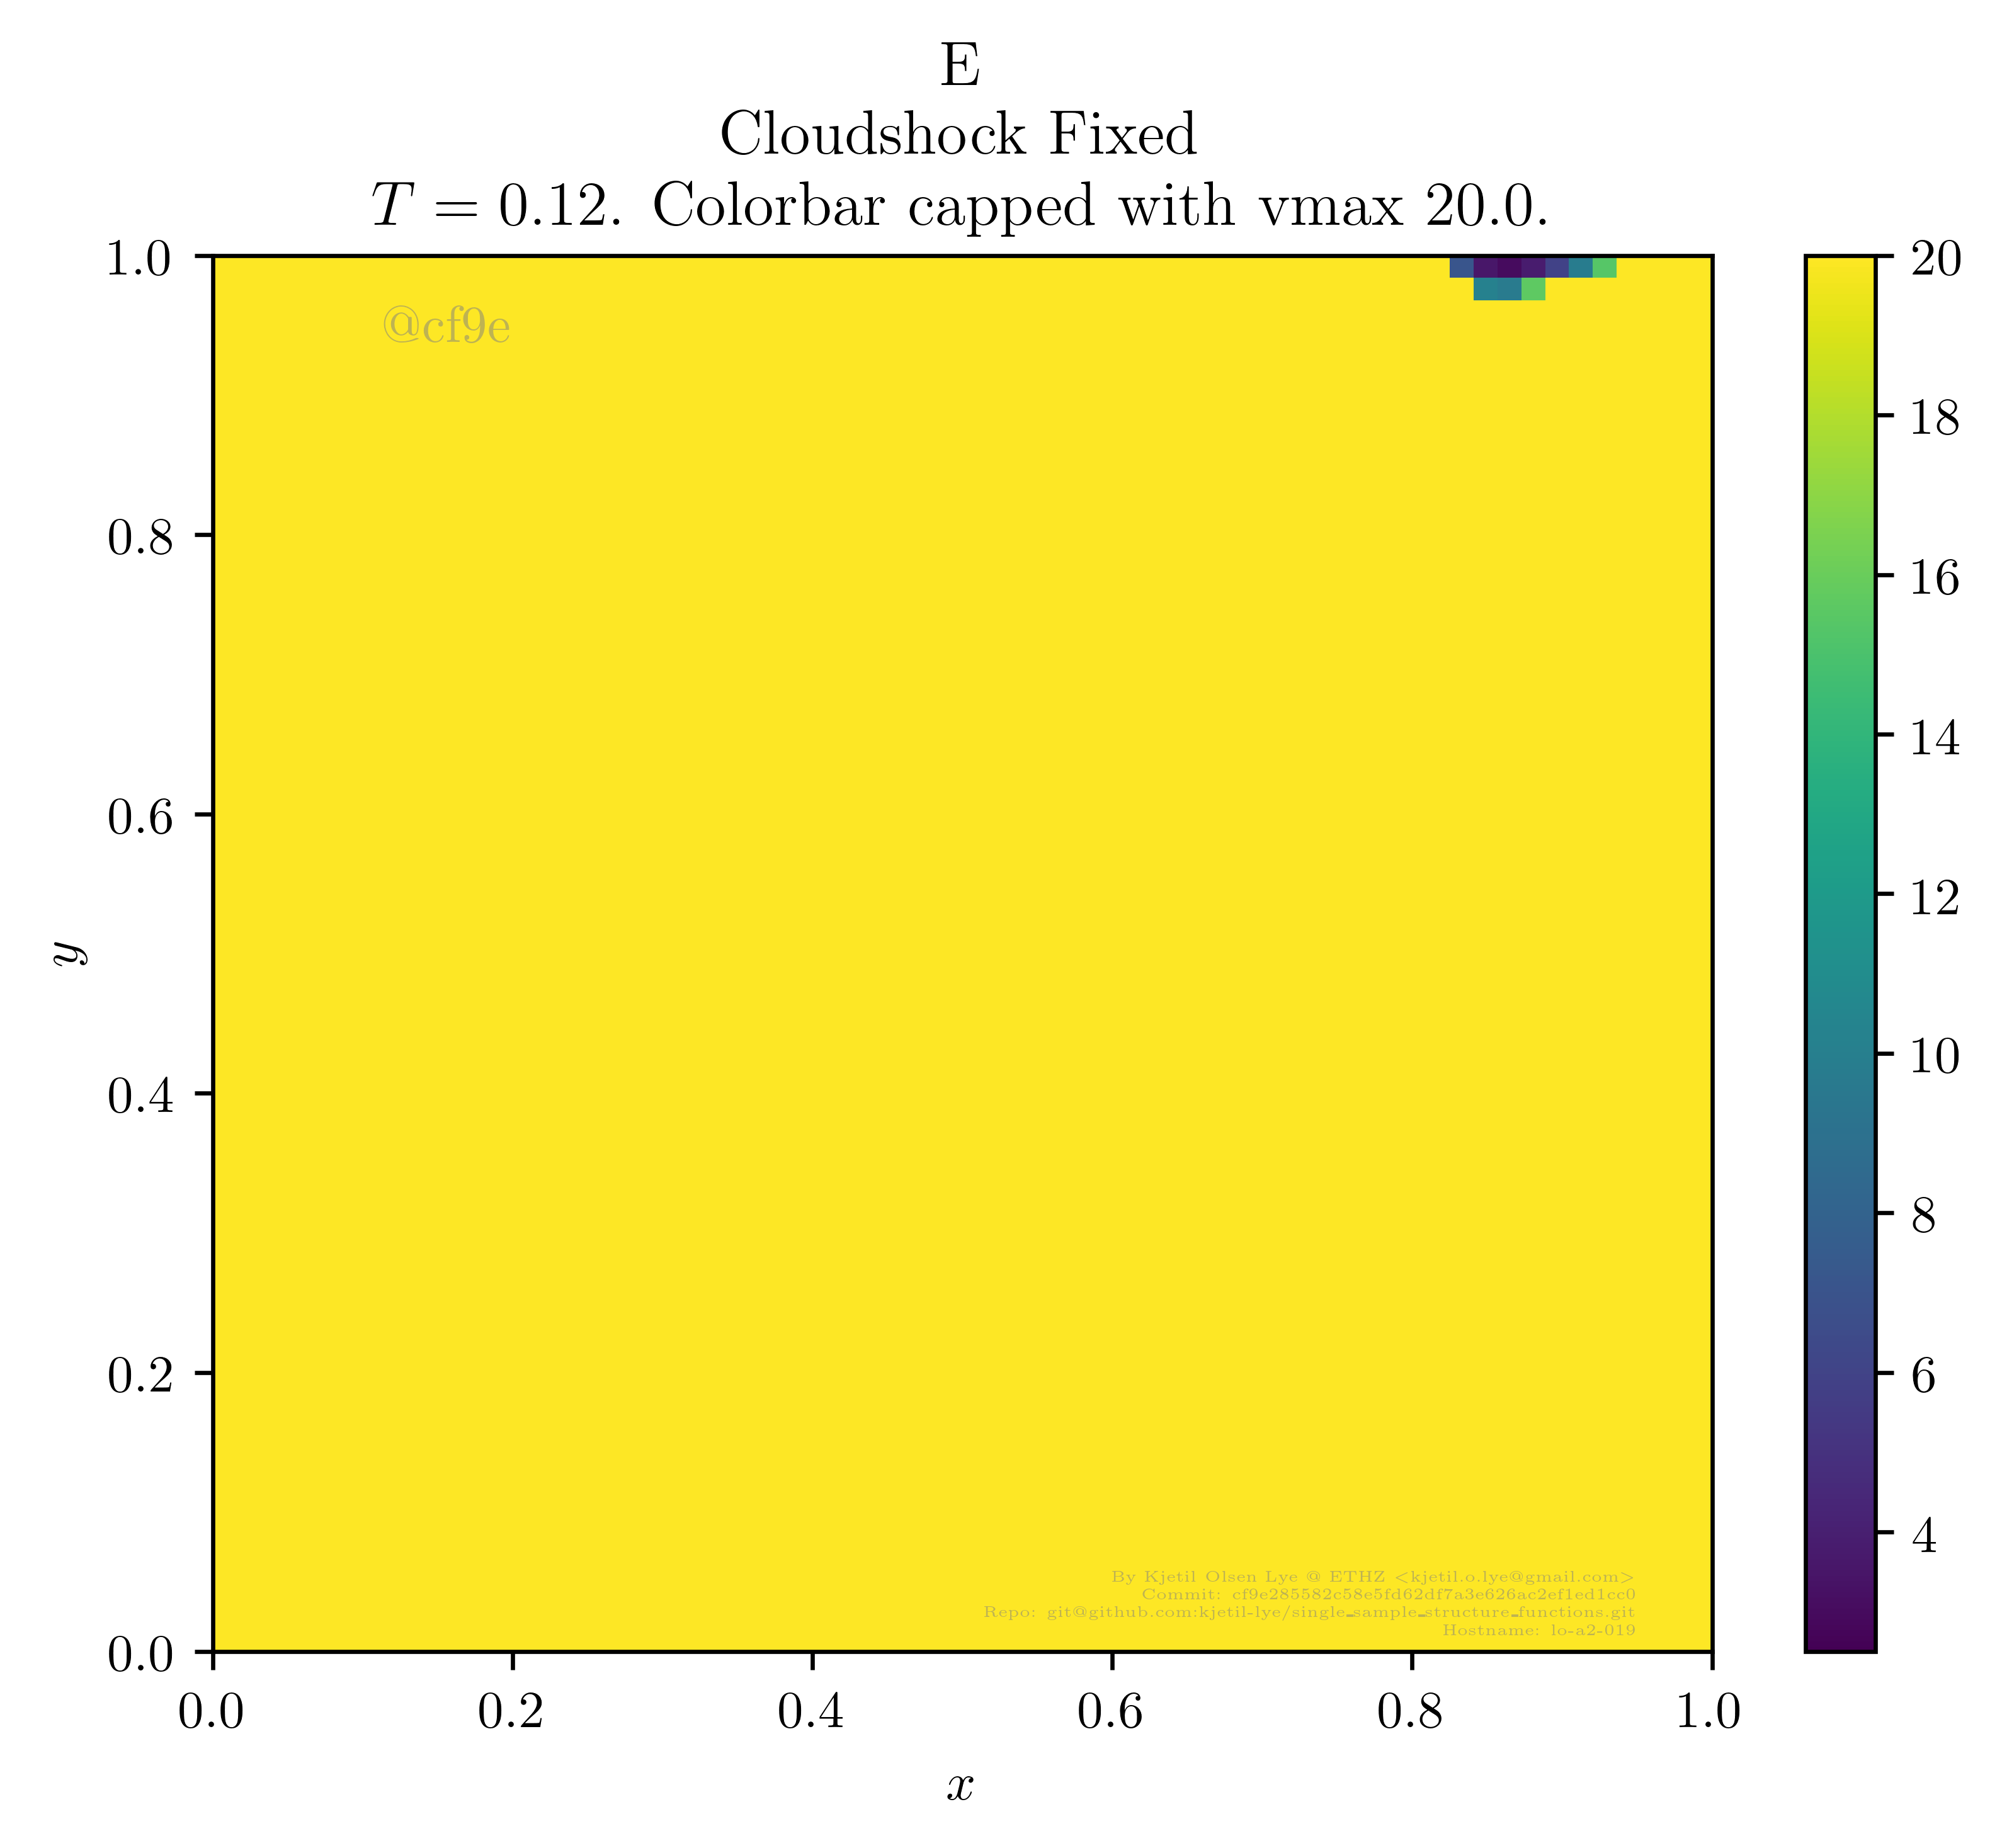 E
Cloudshock Fixed
T = 0.12. Colorbar capped with vmax 20.0.
@cf9e
1.0
0.8
0.6
0.4
0.2
0.0
y
0.0 0.2 0.4 0.6 0.8 1.0
x
20
18
16
14
12
10
8
6
4
By Kjetil Olsen Lye @ ETHZ <kjetil.o.lye@gmail.com>
Commit: cf9e285582c58e5fd62df7a3e626ac2ef1ed1cc0
Repo: git@github.com:kjetil-lye/single_sample_structure_functions.git
Hostname: lo-a2-019